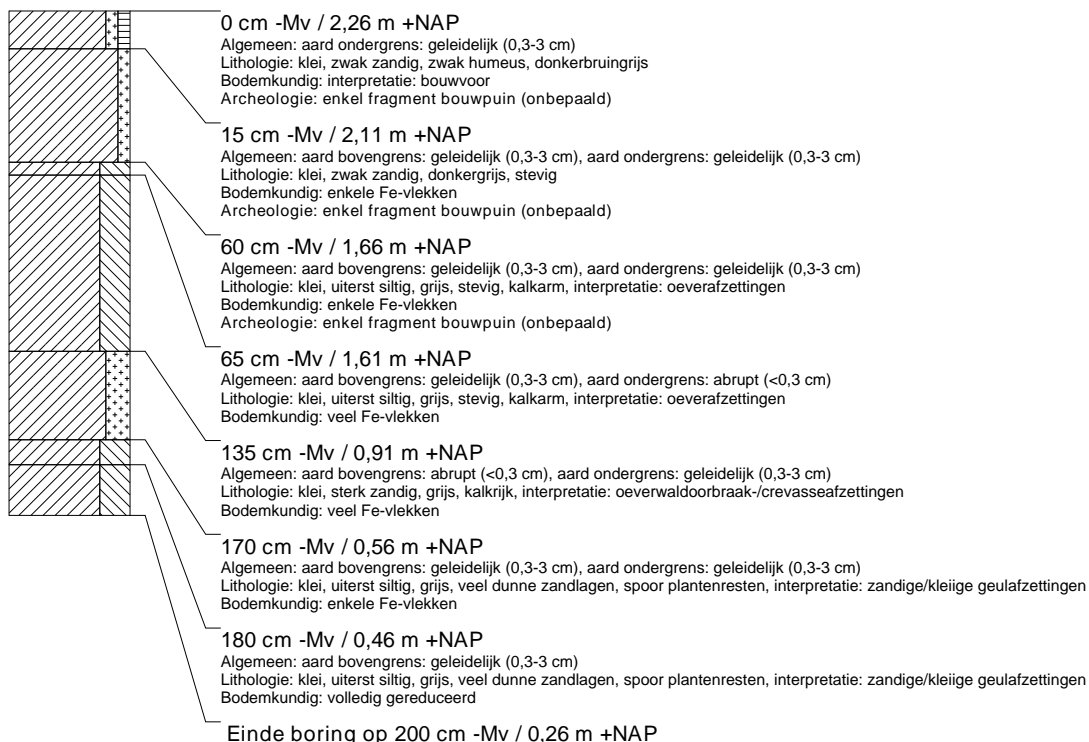 0 cm -Mv / 2,26 m +NAP
Algemeen: aard ondergrens: geleidelijk (0,3-3 cm)
Lithologie: klei, zwak zandig, zwak humeus, donkerbruingrijs
Bodemkundig: interpretatie: bouwvoor
Archeologie: enkel fragment bouwpuin (onbepaald)
15 cm -Mv / 2,11 m +NAP
Algemeen: aard bovengrens: geleidelijk (0,3-3 cm), aard ondergrens: geleidelijk (0,3-3 cm)
Lithologie: klei, zwak zandig, donkergrijs, stevig
Bodemkundig: enkele Fe-vlekken
Archeologie: enkel fragment bouwpuin (onbepaald)
60 cm -Mv / 1,66 m +NAP
Algemeen: aard bovengrens: geleidelijk (0,3-3 cm), aard ondergrens: geleidelijk (0,3-3 cm)
Lithologie: klei, uiterst siltig, grijs, stevig, kalkarm, interpretatie: oeverafzettingen
Bodemkundig: enkele Fe-vlekken
Archeologie: enkel fragment bouwpuin (onbepaald)
65 cm -Mv / 1,61 m +NAP
Algemeen: aard bovengrens: geleidelijk (0,3-3 cm), aard ondergrens: abrupt (<0,3 cm)
Lithologie: klei, uiterst siltig, grijs, stevig, kalkarm, interpretatie: oeverafzettingen
Bodemkundig: veel Fe-vlekken
135 cm -Mv / 0,91 m +NAP
Algemeen: aard bovengrens: abrupt (<0,3 cm), aard ondergrens: geleidelijk (0,3-3 cm)
Lithologie: klei, sterk zandig, grijs, kalkrijk, interpretatie: oeverwaldoorbraak-/crevasseafzettingen
Bodemkundig: veel Fe-vlekken
170 cm -Mv / 0,56 m +NAP
Algemeen: aard bovengrens: geleidelijk (0,3-3 cm), aard ondergrens: geleidelijk (0,3-3 cm)
Lithologie: klei, uiterst siltig, grijs, veel dunne zandlagen, spoor plantenresten, interpretatie: zandige/kleiige geulafzettingen
Bodemkundig: enkele Fe-vlekken
180 cm -Mv / 0,46 m +NAP
Algemeen: aard bovengrens: geleidelijk (0,3-3 cm)
Lithologie: klei, uiterst siltig, grijs, veel dunne zandlagen, spoor plantenresten, interpretatie: zandige/kleiige geulafzettingen
Bodemkundig: volledig gereduceerd
Einde boring op 200 cm -Mv / 0,26 m +NAP